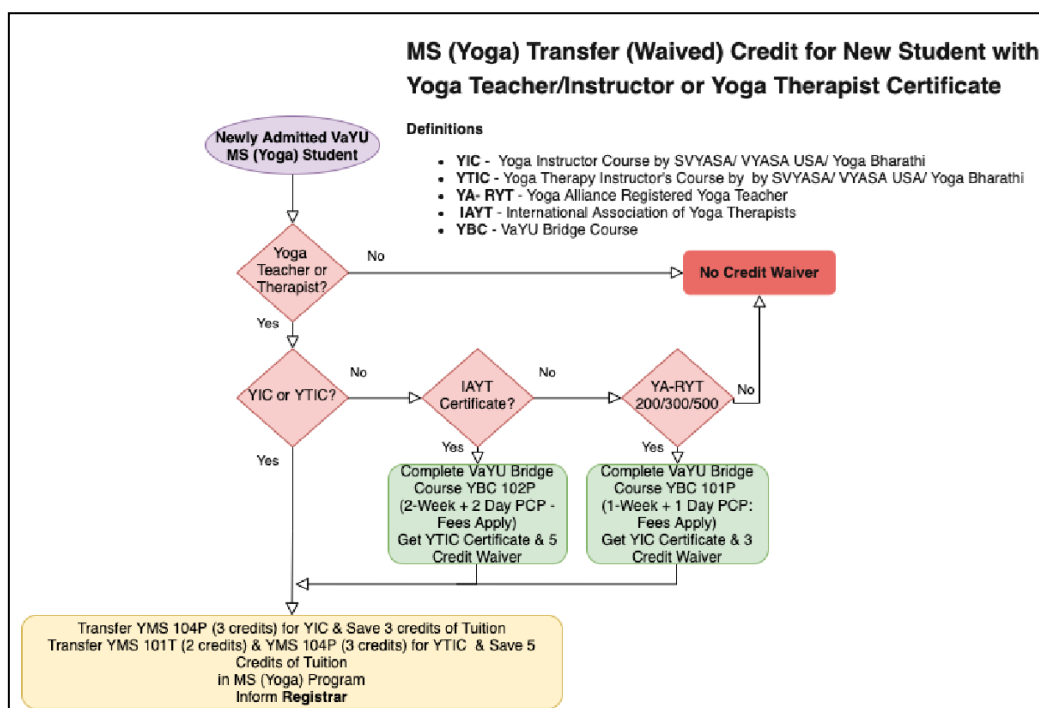 MS (Yoga) Transfer (Waived) Credit for New Student with
Yoga Teacher/Instructor or Yoga Therapist Certificate
Definitions
• YIC - Yoga Instructor Course by SVYASA/ VYASA USA/ Yoga Bharathi
• YTIC - Yoga Therapy Instructor's Course by by SVYASA/ VYASA USA/ Yoga Bharathi
• YA- RYT - Yoga Alliance Registered Yoga Teacher
• IAYT - International Association of Yoga Therapists
• YBC - VaYU Bridge Course
Newly Admitted VaYU
MS (Yoga) Student
Yoga
Teacher or
Therapist?
No
No Credit Waiver
Yes
YIC or YTIC?
No
IAYT
Certificate?
No
YA-RYT
200/300/500
No
Yes
Yes
Yes
Complete VaYU Bridge
Course YBC 102P
(2-Week + 2 Day PCP -
Fees Apply)
Get YTIC Certificate & 5
Credit Waiver
Complete VaYU Bridge
Course YBC 101P
(1-Week + 1 Day PCP:
Fees Apply)
Get YIC Certificate & 3
Credit Waiver
Transfer YMS 104P (3 credits) for YIC & Save 3 credits of Tuition
Transfer YMS 101T (2 credits) & YMS 104P (3 credits) for YTIC & Save 5
Credits of Tuition
in MS (Yoga) Program
Inform Registrar